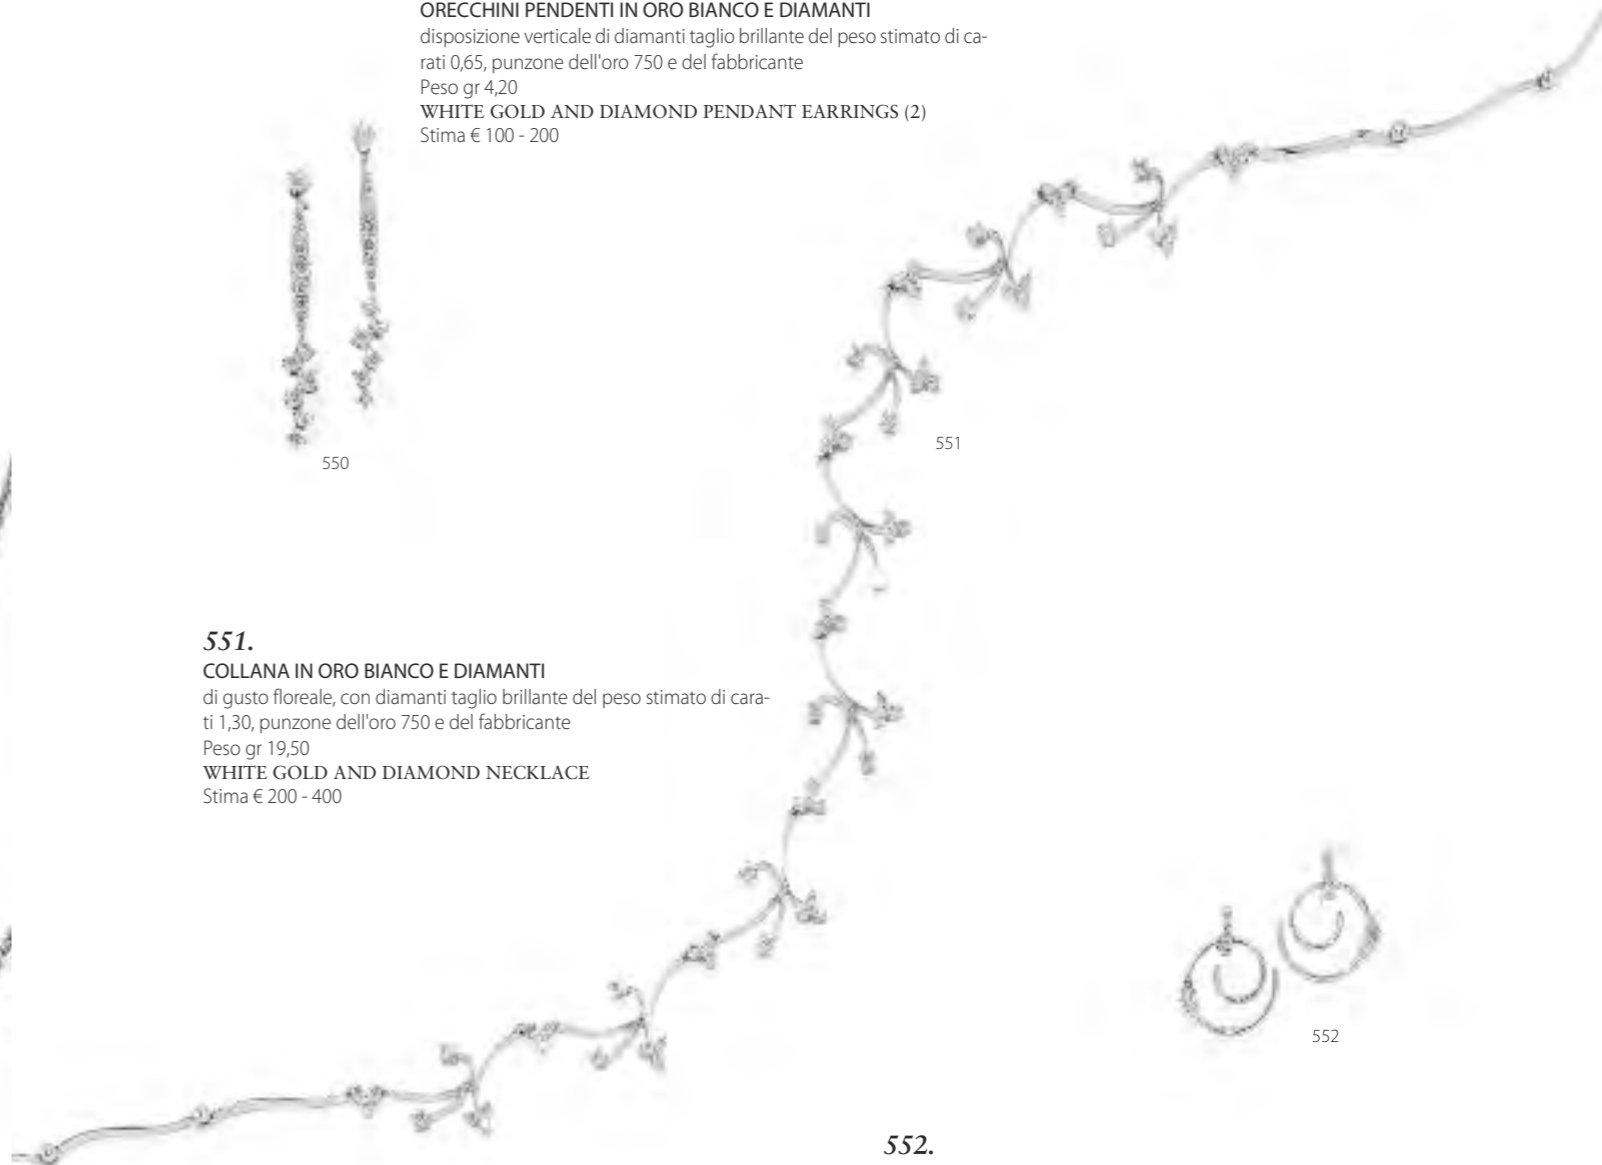 ORECCHINI PENDENTI IN ORO BIANCO E DIAMANTI
disposizione verticale di diamanti taglio brillante del peso stimato di ca-
rati 0,65, punzone dell'oro 750 e del fabbricante
Peso gr 4,20
WHITE GOLD AND DIAMOND PENDANT EARRINGS (2)
Stima € 100 - 200
550
551
551.
COLLANA IN ORO BIANCO E DIAMANTI
di gusto floreale, con diamanti taglio brillante del peso stimato di cara-
ti 1,30, punzone dell'oro 750 e del fabbricante
Peso gr 19,50
WHITE GOLD AND DIAMOND NECKLACE
Stima € 200 - 400
552
552.